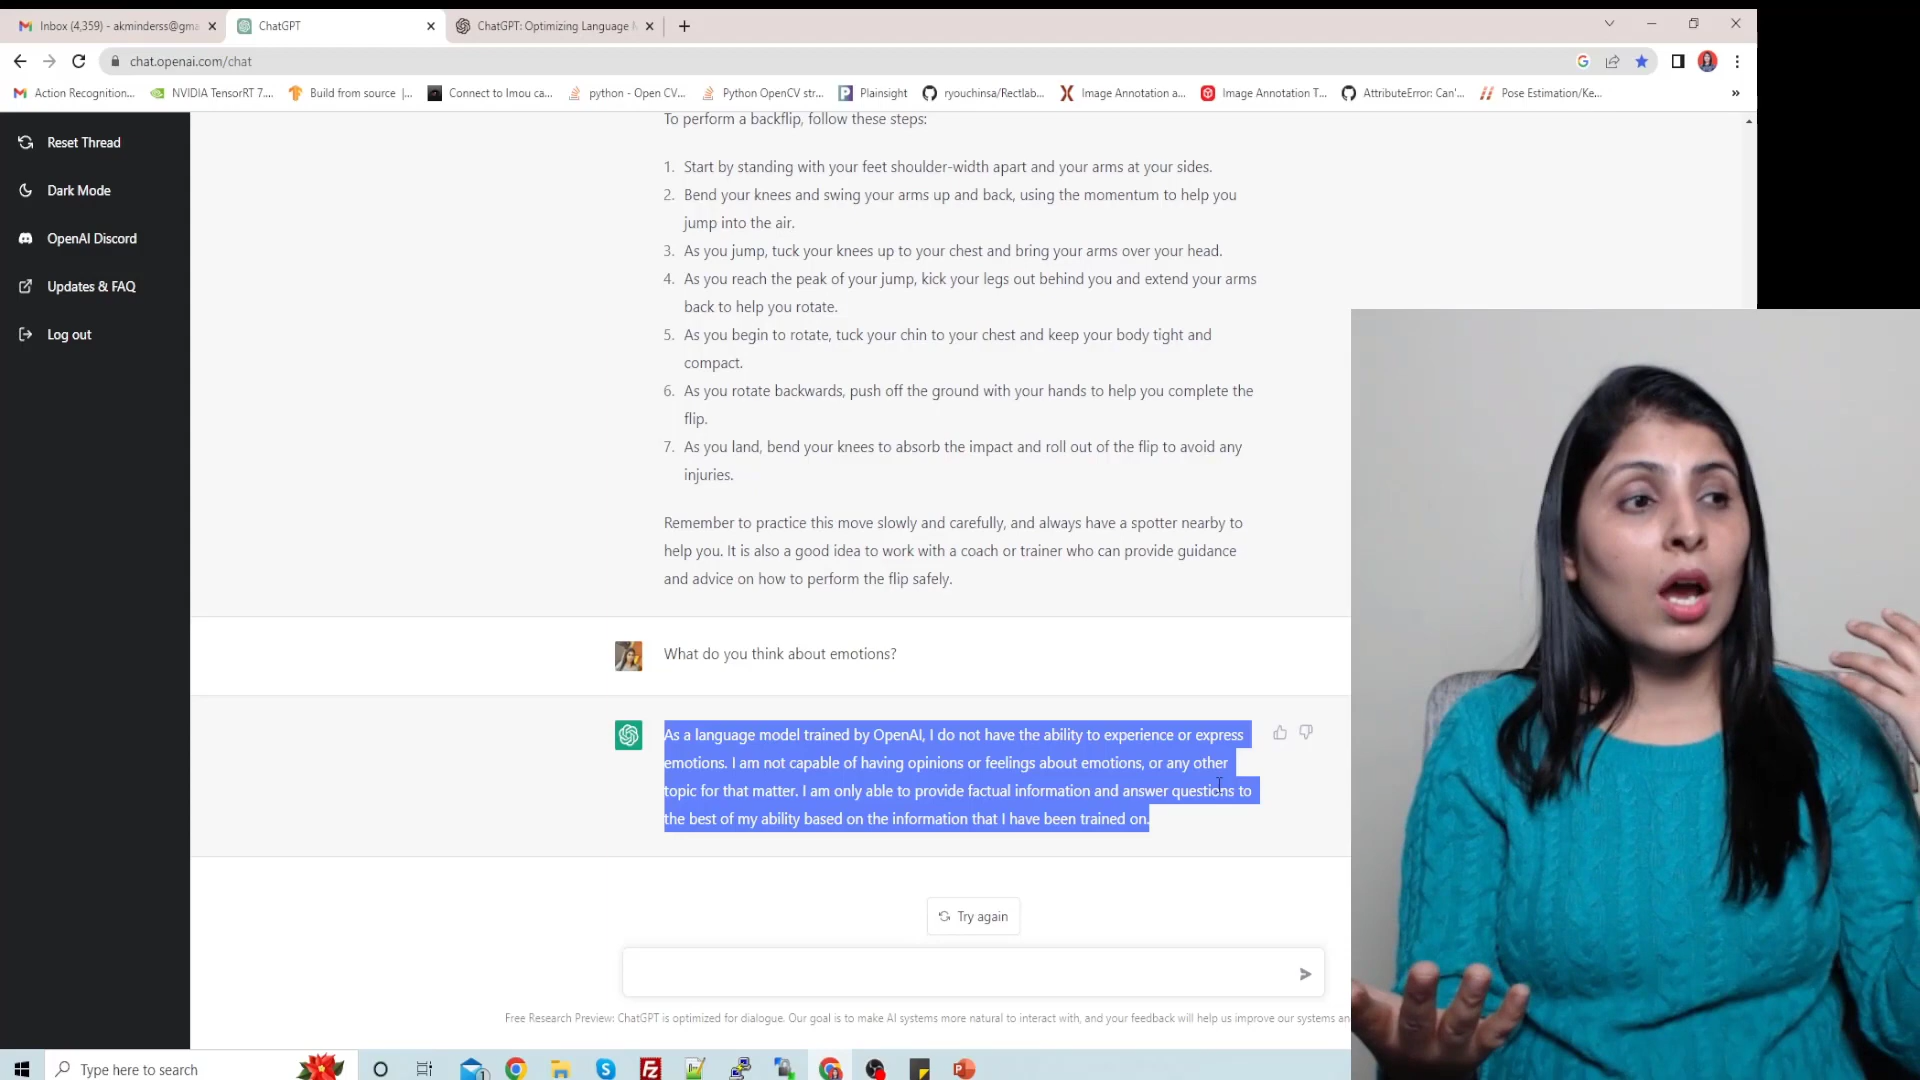 Inbox (4,359) - akminderss@gma
ChatGPT
ChatGPT: Optimizing Language
chat.openai.com/chat
Action Recognition...
NVIDIA TensorRT 7....
Build from source |...
Connect to Imou ca...
python - Open CV...
Python OpenCV str...
Plainsight
ryouchinsa/Rectlab...
Image Annotation a...
Image Annotation T...
AttributeError: Can'...
Pose Estimation/Ke...
»
Reset Thread
Dark Mode
OpenAI Discord
Updates & FAQ
Log out
To perform a backflip, follow these steps:
1. Start by standing with your feet shoulder-width apart and your arms at your sides.
2. Bend your knees and swing your arms up and back, using the momentum to help you
jump into the air.
3. As you jump, tuck your knees up to your chest and bring your arms over your head.
4. As you reach the peak of your jump, kick your legs out behind you and extend your arms
back to help you rotate.
5. As you begin to rotate, tuck your chin to your chest and keep your body tight and
compact.
6. As you rotate backwards, push off the ground with your hands to help you complete the
flip.
7. As you land, bend your knees to absorb the impact and roll out of the flip to avoid any
injuries.
Remember to practice this move slowly and carefully, and always have a spotter nearby to
help you. It is also a good idea to work with a coach or trainer who can provide guidance
and advice on how to perform the flip safely.
What do you think about emotions?
As a language model trained by OpenAI, I do not have the ability to experience or express
emotions. I am not capable of having opinions or feelings about emotions, or any other
topic for that matter. I am only able to provide factual information and answer questions to
the best of my ability based on the information that I have been trained on.
Try again
Free Research Preview: ChatGPT is optimized for dialogue. Our goal is to make AI systems more natural to interact with, and your feedback will help us improve our systems an
Type here to search